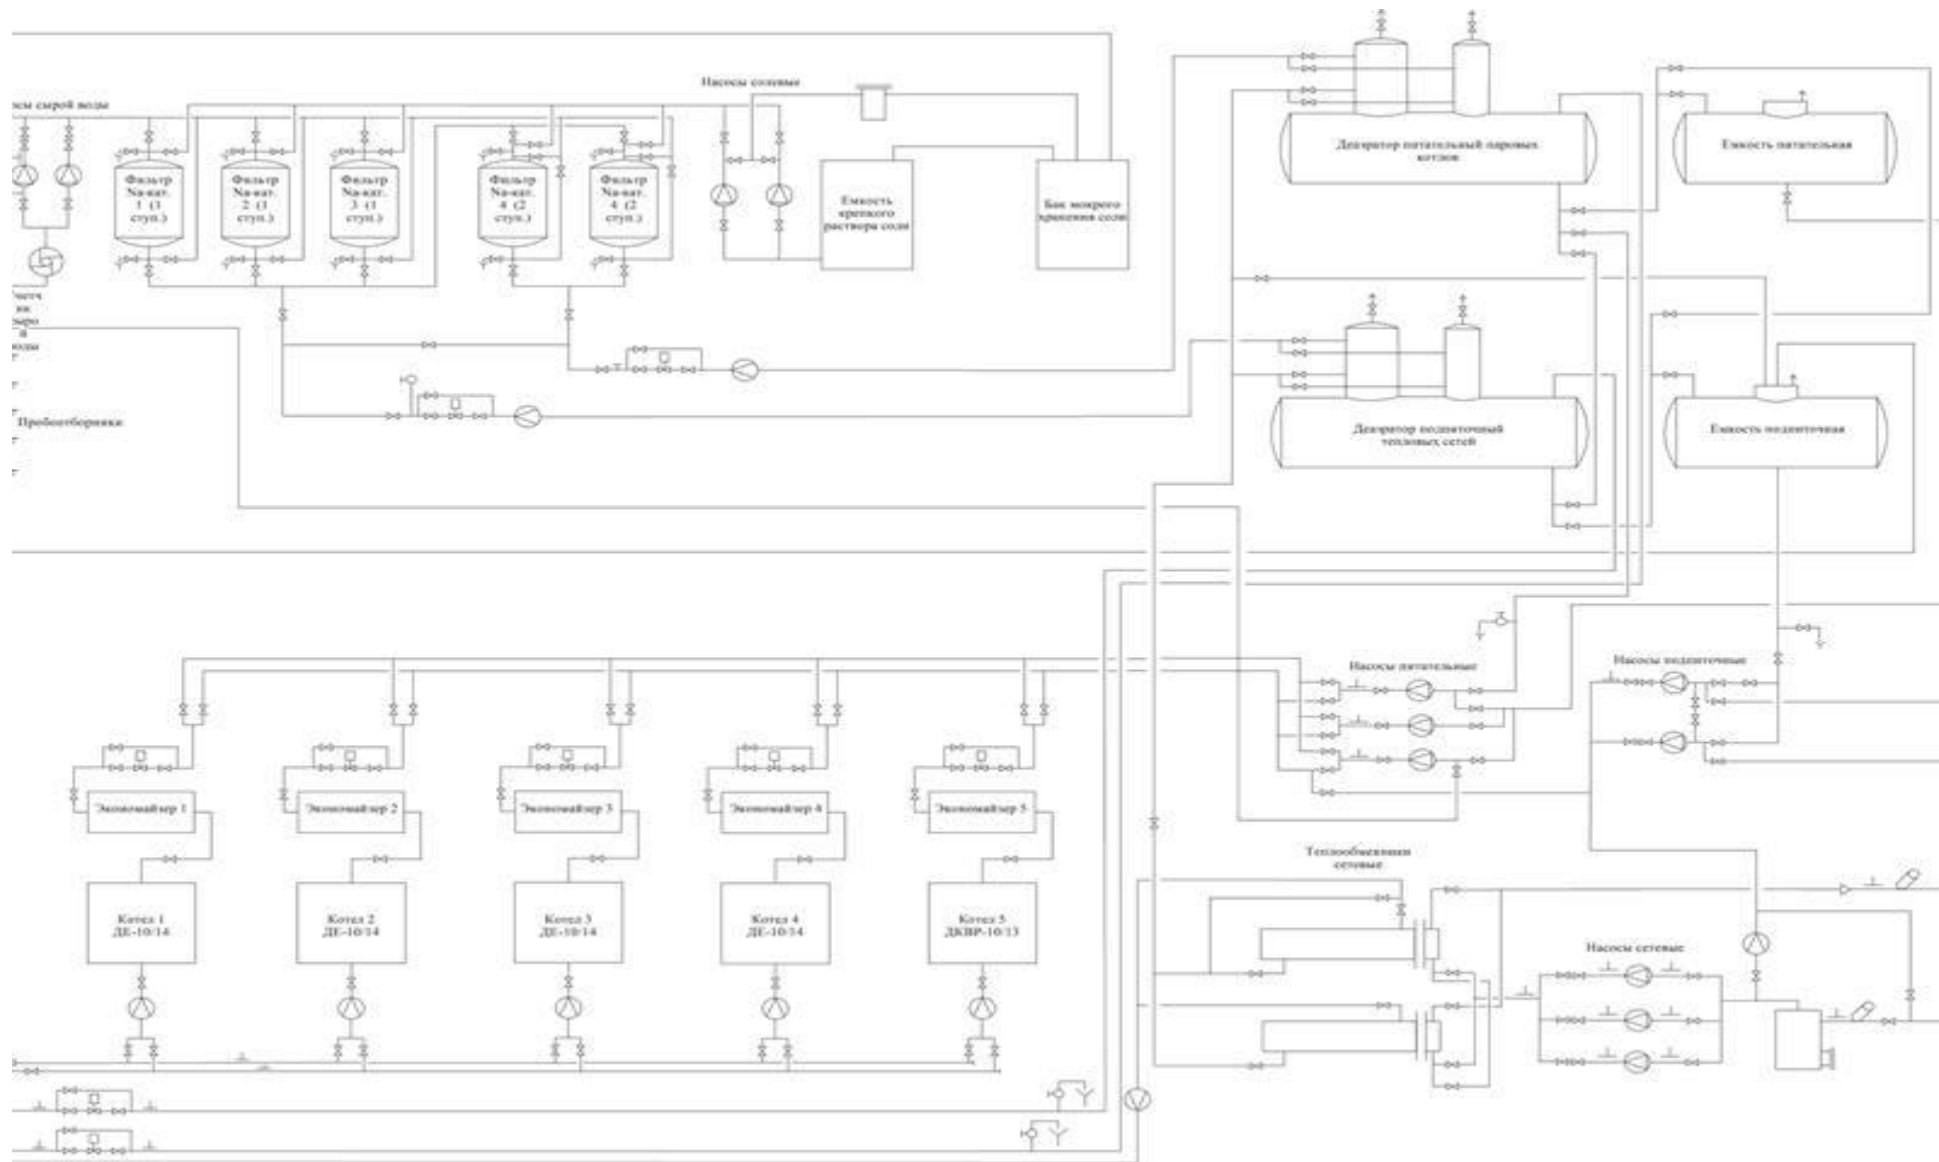 Насосы солевые
сы сырой воды
Фильтр
Na-кат.
1 (1
ступ.)
Фильтр
Na-кат.
2 (1
ступ.)
Фильтр
Na-кат.
3 (1
ступ.)
Фильтр
Na-кат.
4 (2
ступ.)
Фильтр
Na-кат.
4 (2
ступ.)
Емкость
крепкого
раствора соли
Бак мокрого
хранения соли
Деаэратор питательный паровых
котлов
Емкость питательная
четч
ик
сыро
й
воды
Пробоотборники
Деаэратор подпиточный
тепловых сетей
Емкость подпиточная
Насосы питательные
Насосы подпиточные
Экономайзер 1
Экономайзер 2
Экономайзер 3
Экономайзер 4
Экономайзер 5
Теплообменники
сетевые
Котел 1
ДЕ-10/14
Котел 2
ДЕ-10/14
Котел 3
ДЕ-10/14
Котел 4
ДЕ-10/14
Котел 5
ДКВР-10/13
Насосы сетевые